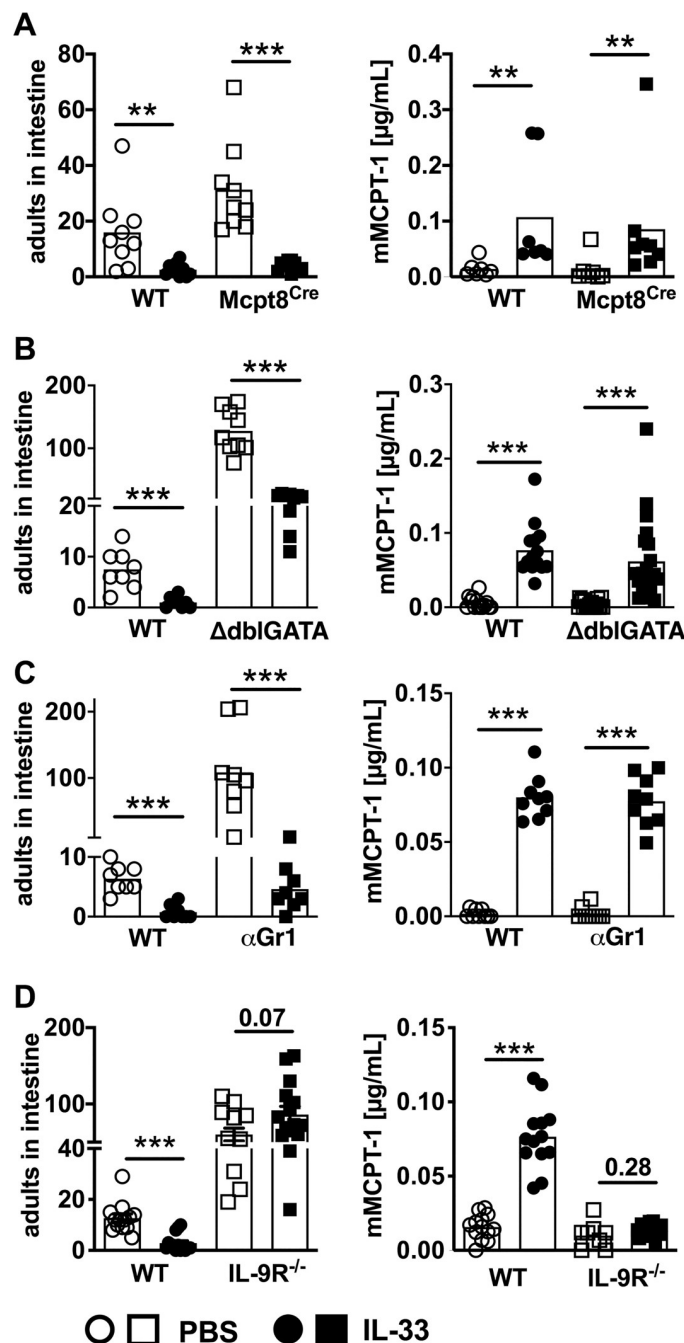 A
adults in intestine
80
60
40
20
0
**
***
WT
Mcpt8Cre
mMCPT-1 [µg/mL]
0.4
0.3
0.2
0.1
0.0
**
**
WT
Mcpt8Cre
B
adults in intestine
200
100
20
10
0
***
***
WT
ΔdblGATA
mMCPT-1 [µg/mL]
0.3
0.2
0.1
0.0
***
***
WT
ΔdblGATA
C
adults in intestine
200
100
10
0
***
***
WT
αGr1
mMCPT-1 [µg/mL]
0.15
0.10
0.05
0.00
***
***
WT
αGr1
D
adults in intestine
200
100
40
20
0
***
0.07
WT
IL-9R-/-
mMCPT-1 [µg/mL]
0.15
0.10
0.05
0.00
***
0.28
WT
IL-9R-/-
PBS
IL-33